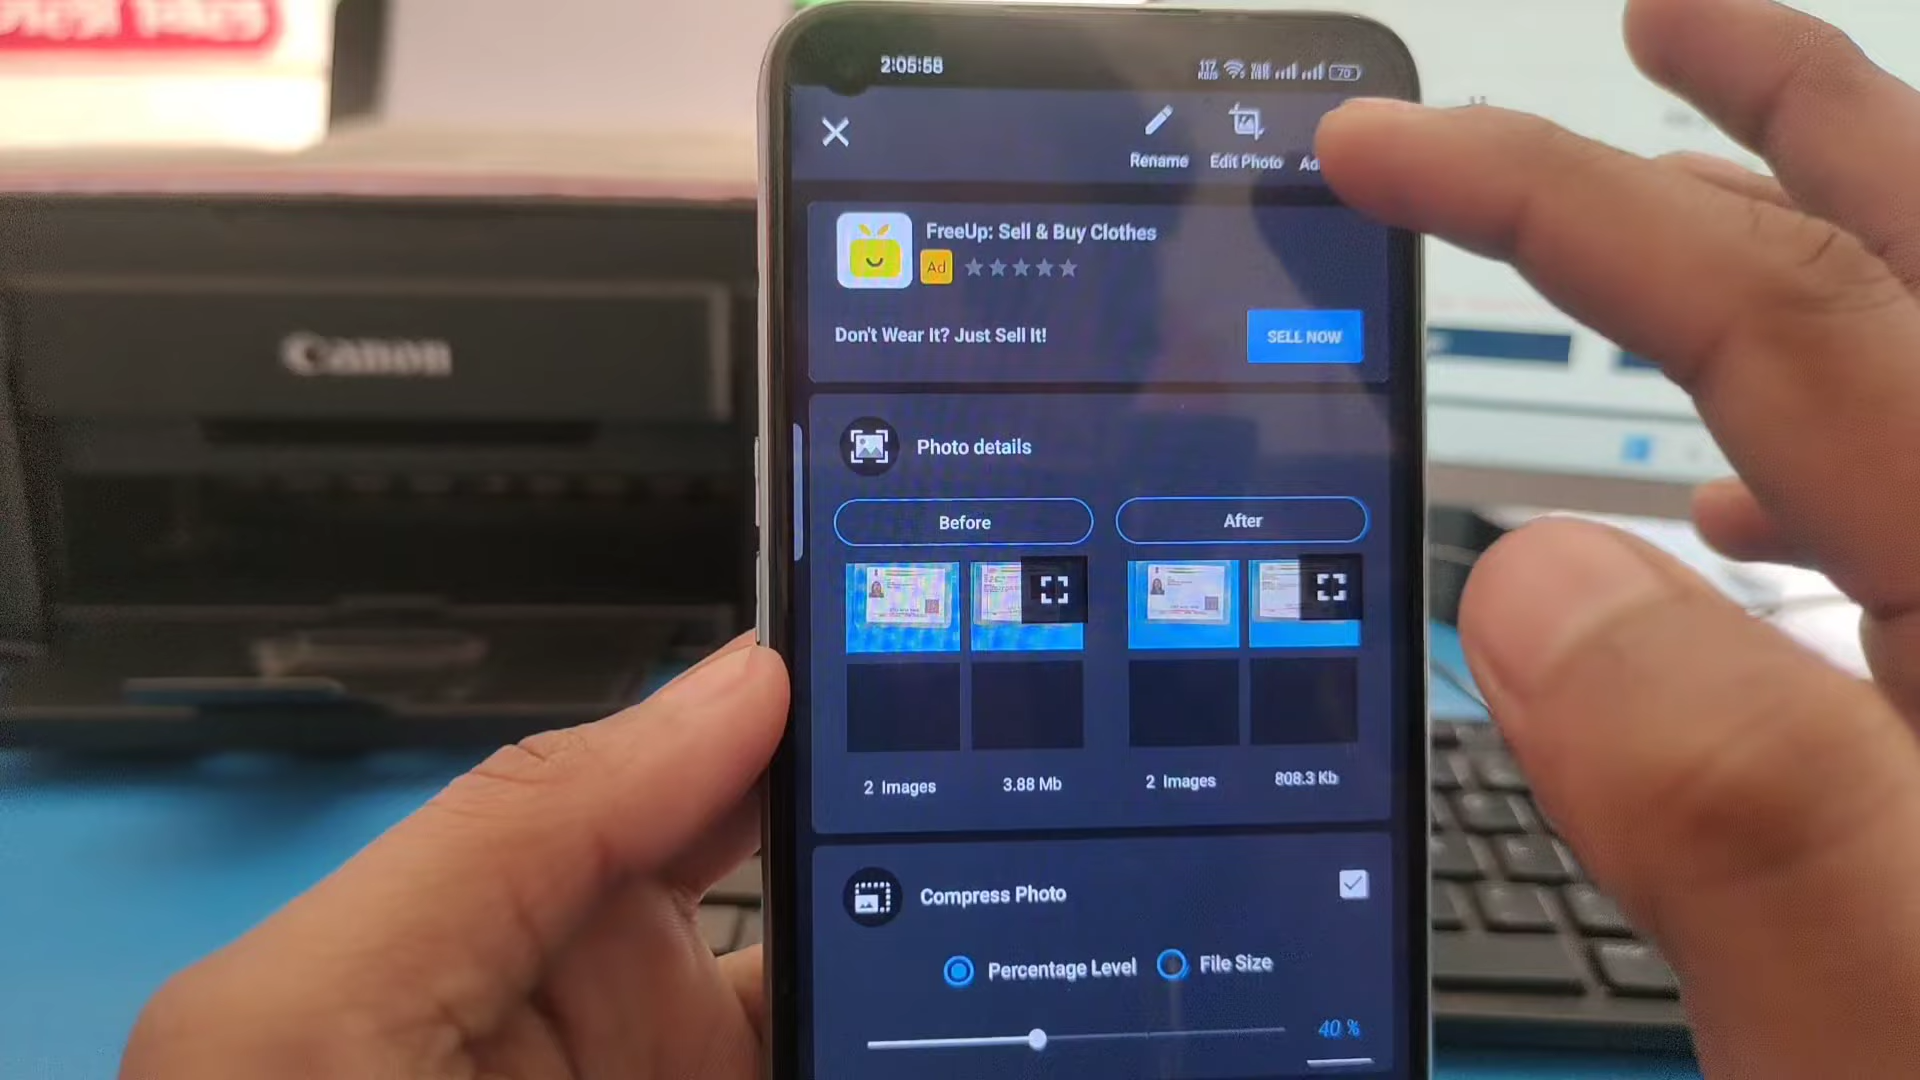 2:05:58
70
Rename
Edit Photo
FreeUp: Sell & Buy Clothes
Ad
Don't Wear It? Just Sell It!
SELL NOW
Canon
Photo details
Before
After
2 Images
3.88 Mb
2 Images
808.3 Kb
Compress Photo
Percentage Level
File Size
40 %